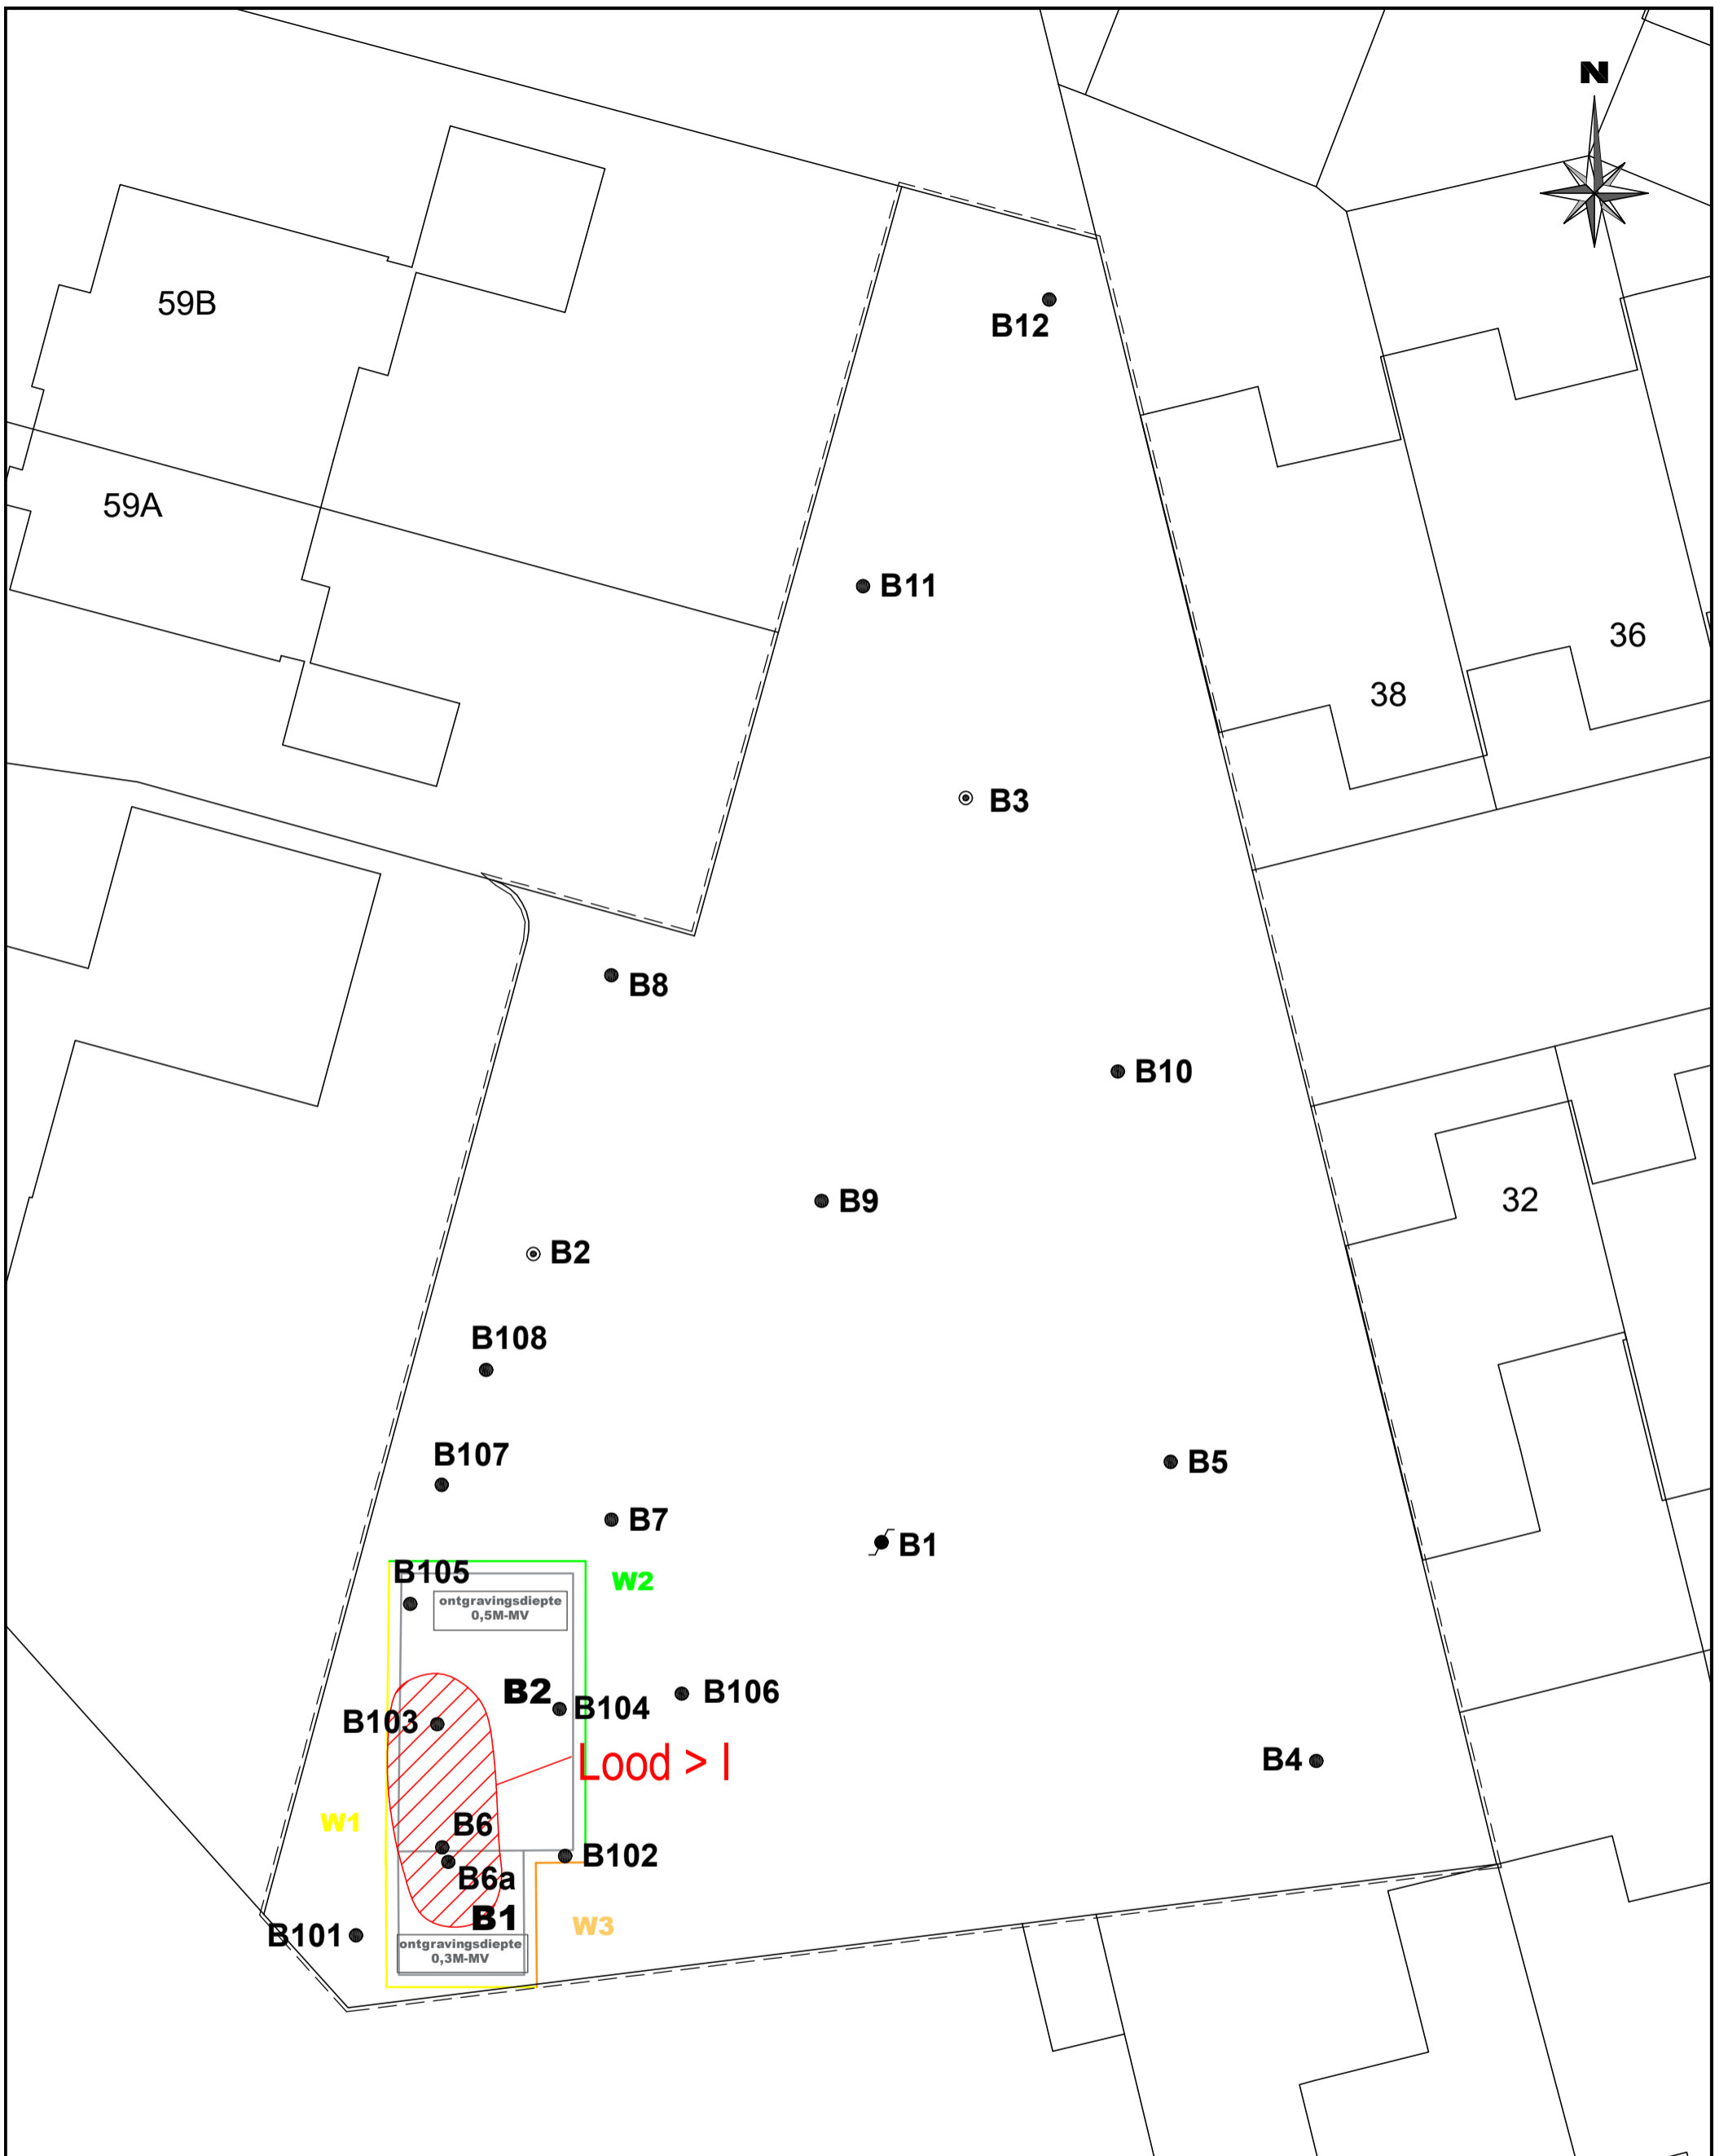 N
59B
B12
59A
B11
36
38
B3
B8
B10
32
B9
B2
B108
B107
B5
B7
B1
B105
W2
ontgravingsdiepte
0,5M-MV
B2
B106
B104
B103
Lood > I
B4
W1
B6
B102
B6a
B1
W3
B101
ontgravingsdiepte
0,3M-MV